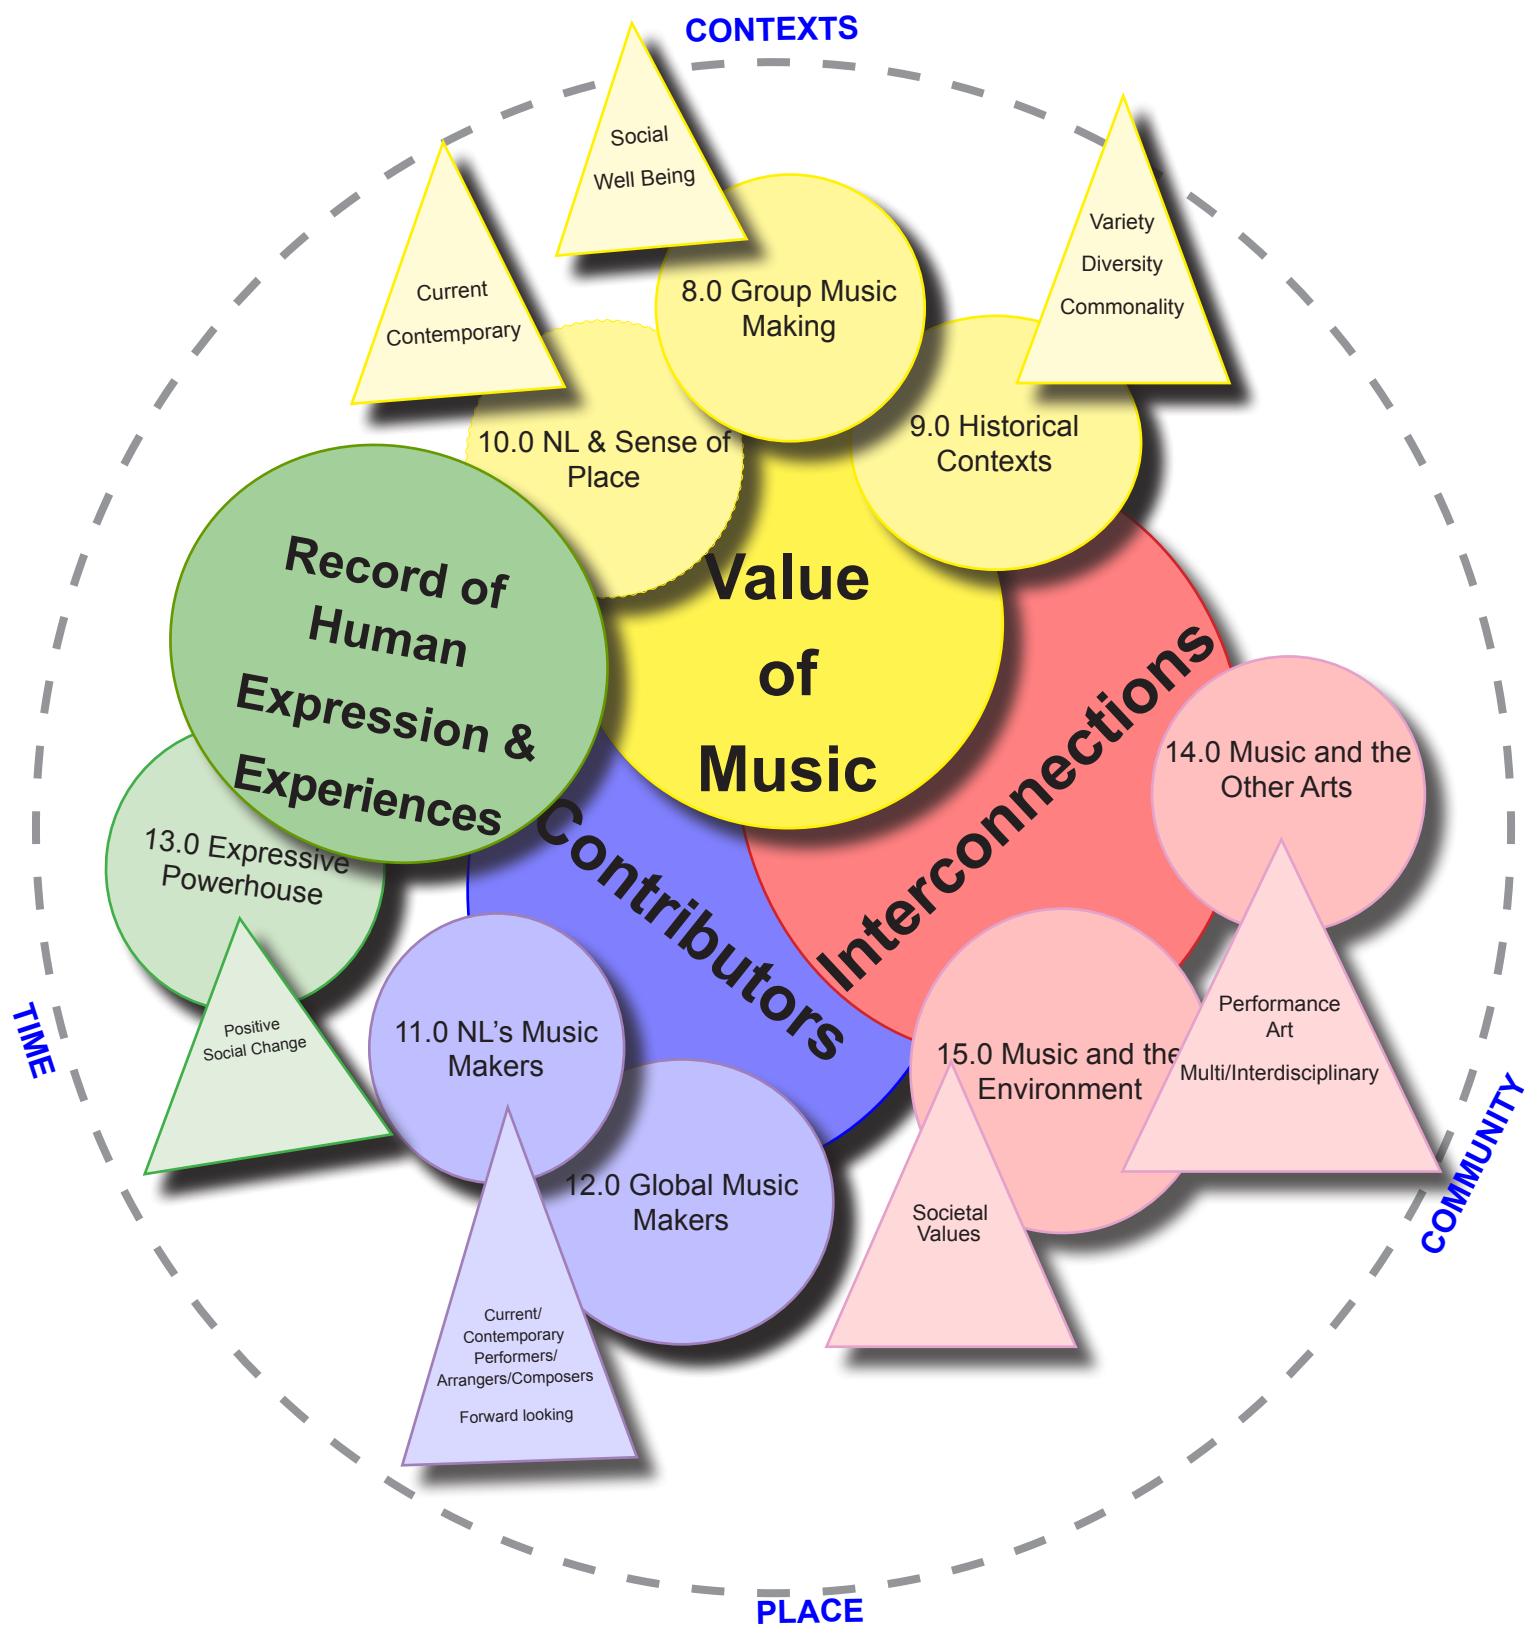 CONTEXTS
Social
Well Being
Variety
Diversity
Commonality
Current
Contemporary
8.0 Group Music
Making
9.0 Historical
Contexts
10.0 NL & Sense of
Place
Record of
Human
Expression &
Experiences
Value
of
Music
Interconnections
Contributors
14.0 Music and the
Other Arts
13.0 Expressive
Powerhouse
Positive
Social Change
11.0 NL's Music
Makers
12.0 Global Music
Makers
15.0 Music and the
Environment
Performance
Art
Multi/Interdisciplinary
Societal
Values
Current/
Contemporary
Performers/
Arrangers/Composers
Forward looking
TIME
COMMUNITY
PLACE